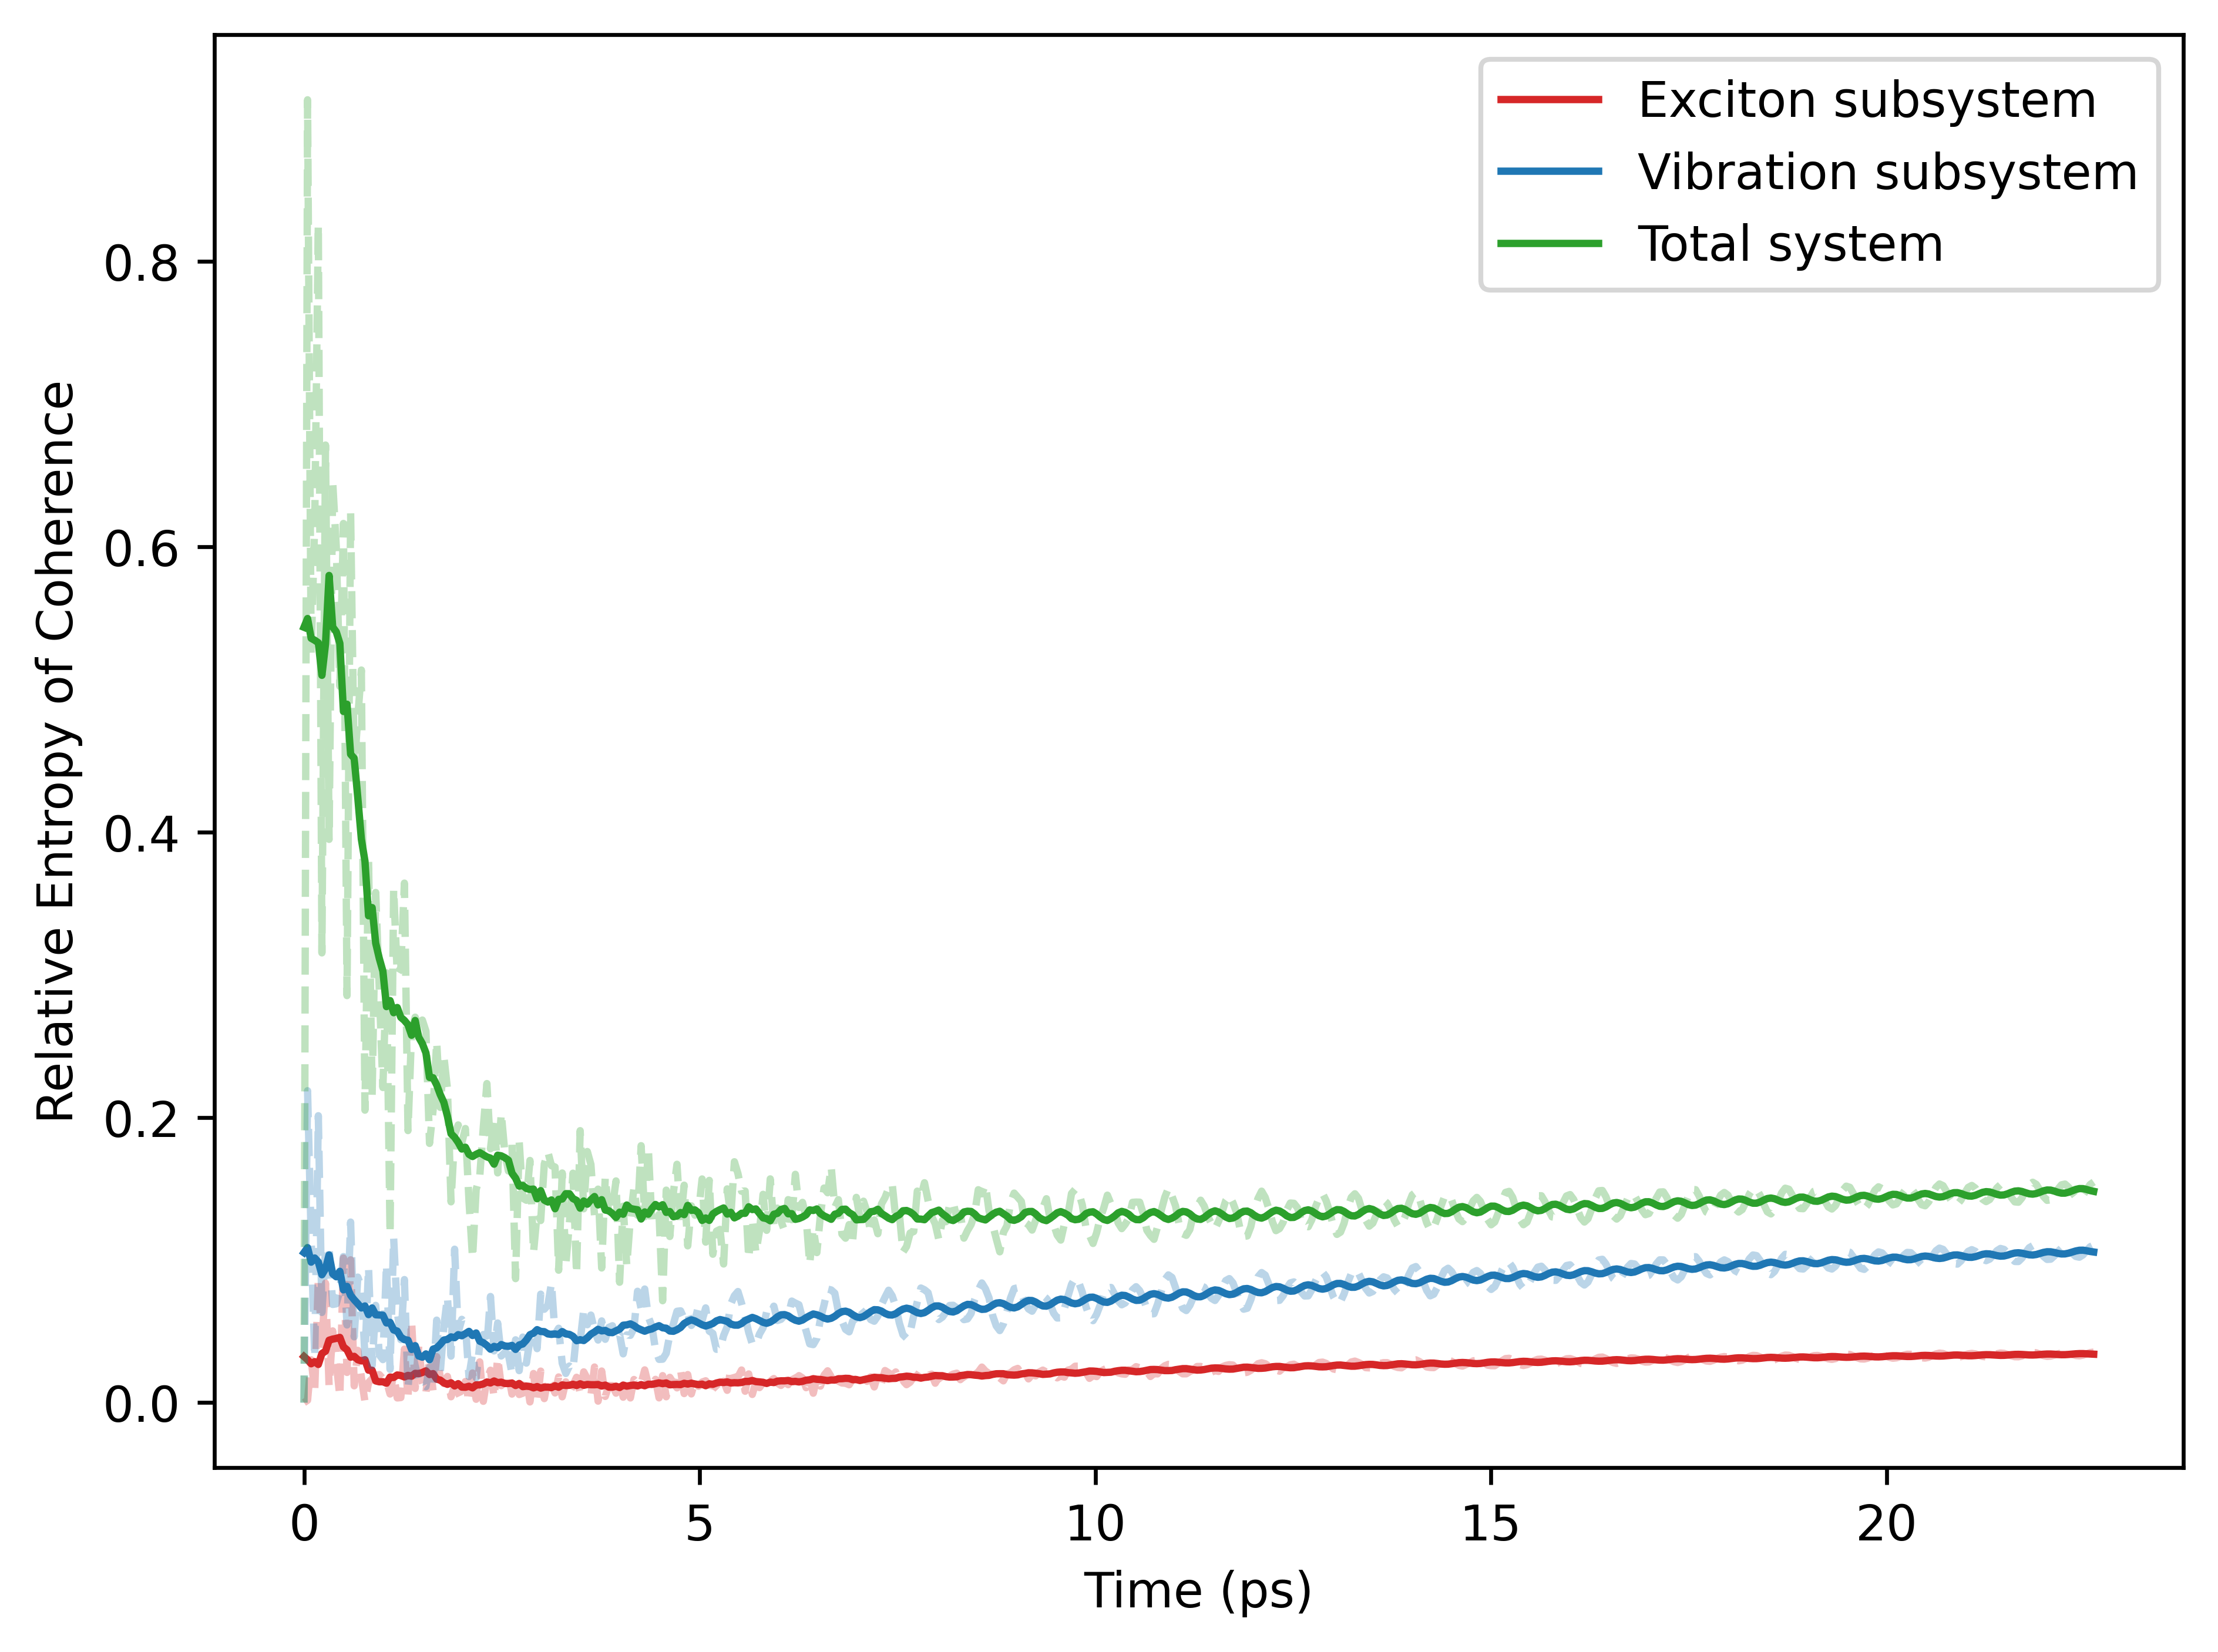 Exciton subsystem
Vibration subsystem
Total system
Relative Entropy of Coherence
0.8
0.6
0.4
0.2
0.0
0 5 10 15 20
Time (ps)